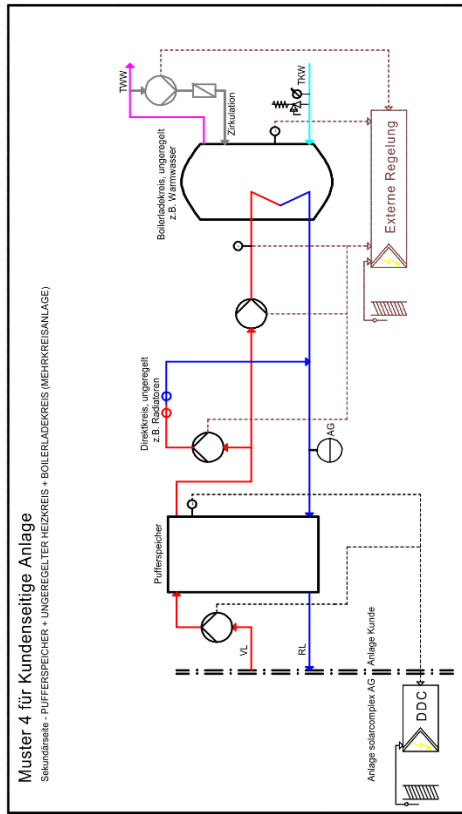 Muster 4 für Kundenseitige Anlage
Sekundärseite - PUFFERSPEICHER + UNGEREGELTER HEIZKREIS + BOILERLADEKREIS (MEHRKREISANLAGE)
Anlage solarcomplex AG
Anlage Kunde
DDC
VL
RL
Pufferspeicher
AG
Direktkreis, ungeregelt
z.B. Radiatoren
Boilerladekreis, ungeregelt
z.B. Warmwasser
TWW
Zirkulation
TKW
Externe Regelung